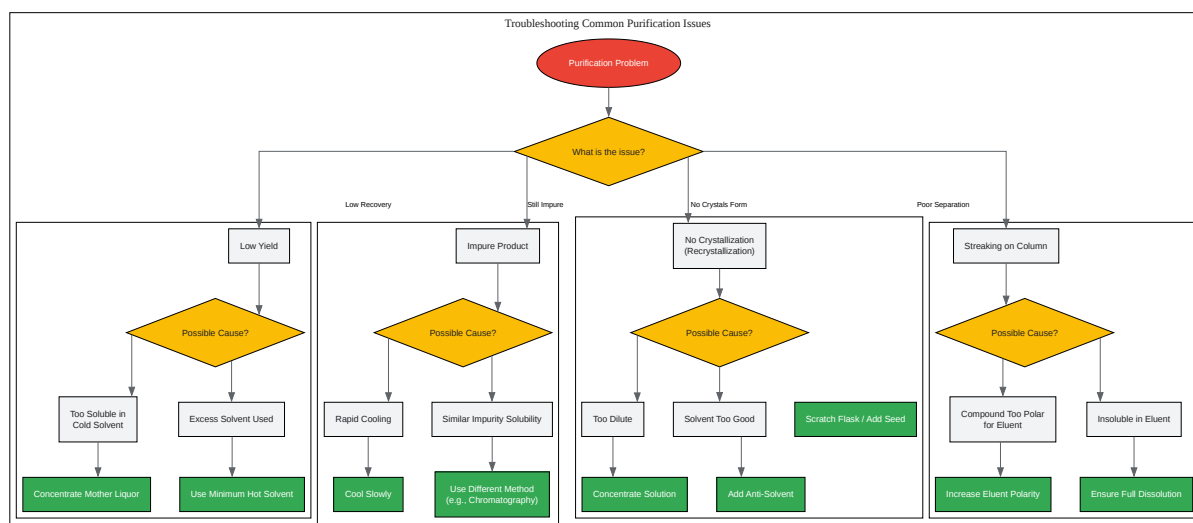 Troubleshooting Common Purification Issues
Purification Problem
What is the issue?
Low Recovery
Still Impure
No Crystals Form
Poor Separation
Low Yield
Impure Product
No Crystallization
(Recrystallization)
Streaking on Column
Possible Cause?
Possible Cause?
Possible Cause?
Possible Cause?
Too Soluble in
Cold Solvent
Excess Solvent Used
Rapid Cooling
Similar Impurity Solubility
Too Dilute
Solvent Too Good
Scratch Flask / Add Seed
Compound Too Polar
for Eluent
Insoluble in Eluent
Concentrate Mother Liquor
Use Minimum Hot Solvent
Cool Slowly
Use Different Method
(e.g., Chromatography)
Concentrate Solution
Add Anti-Solvent
Increase Eluent Polarity
Ensure Full Dissolution